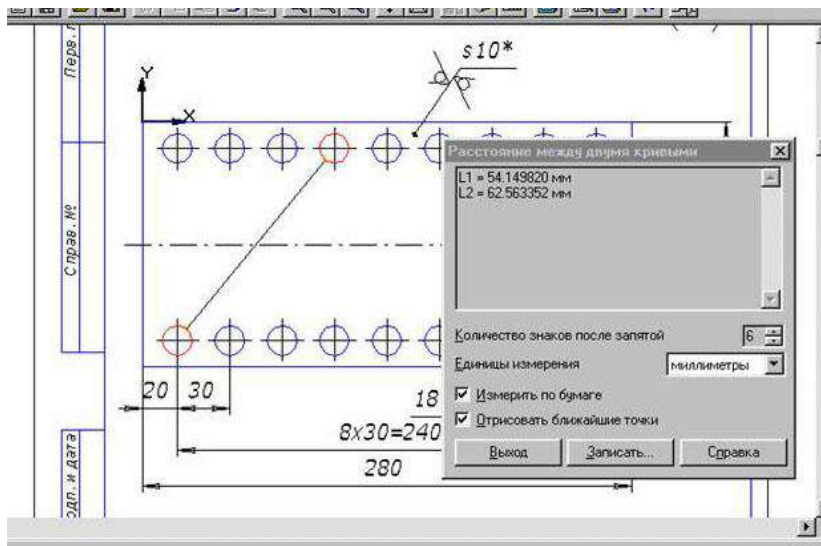 Перв. п
s10*
Y
X
Расстояние между двумя кривыми
L1 = 54.149820 мм
L2 = 62.563352 мм
Справ. №
Количество знаков после запятой
6
Единицы измерения
миллиметры
Измерить по бумаге
Отрисовать ближайшие точки
Выход
Записать...
Справка
20
30
18
8x30=240
280
одп. и дата